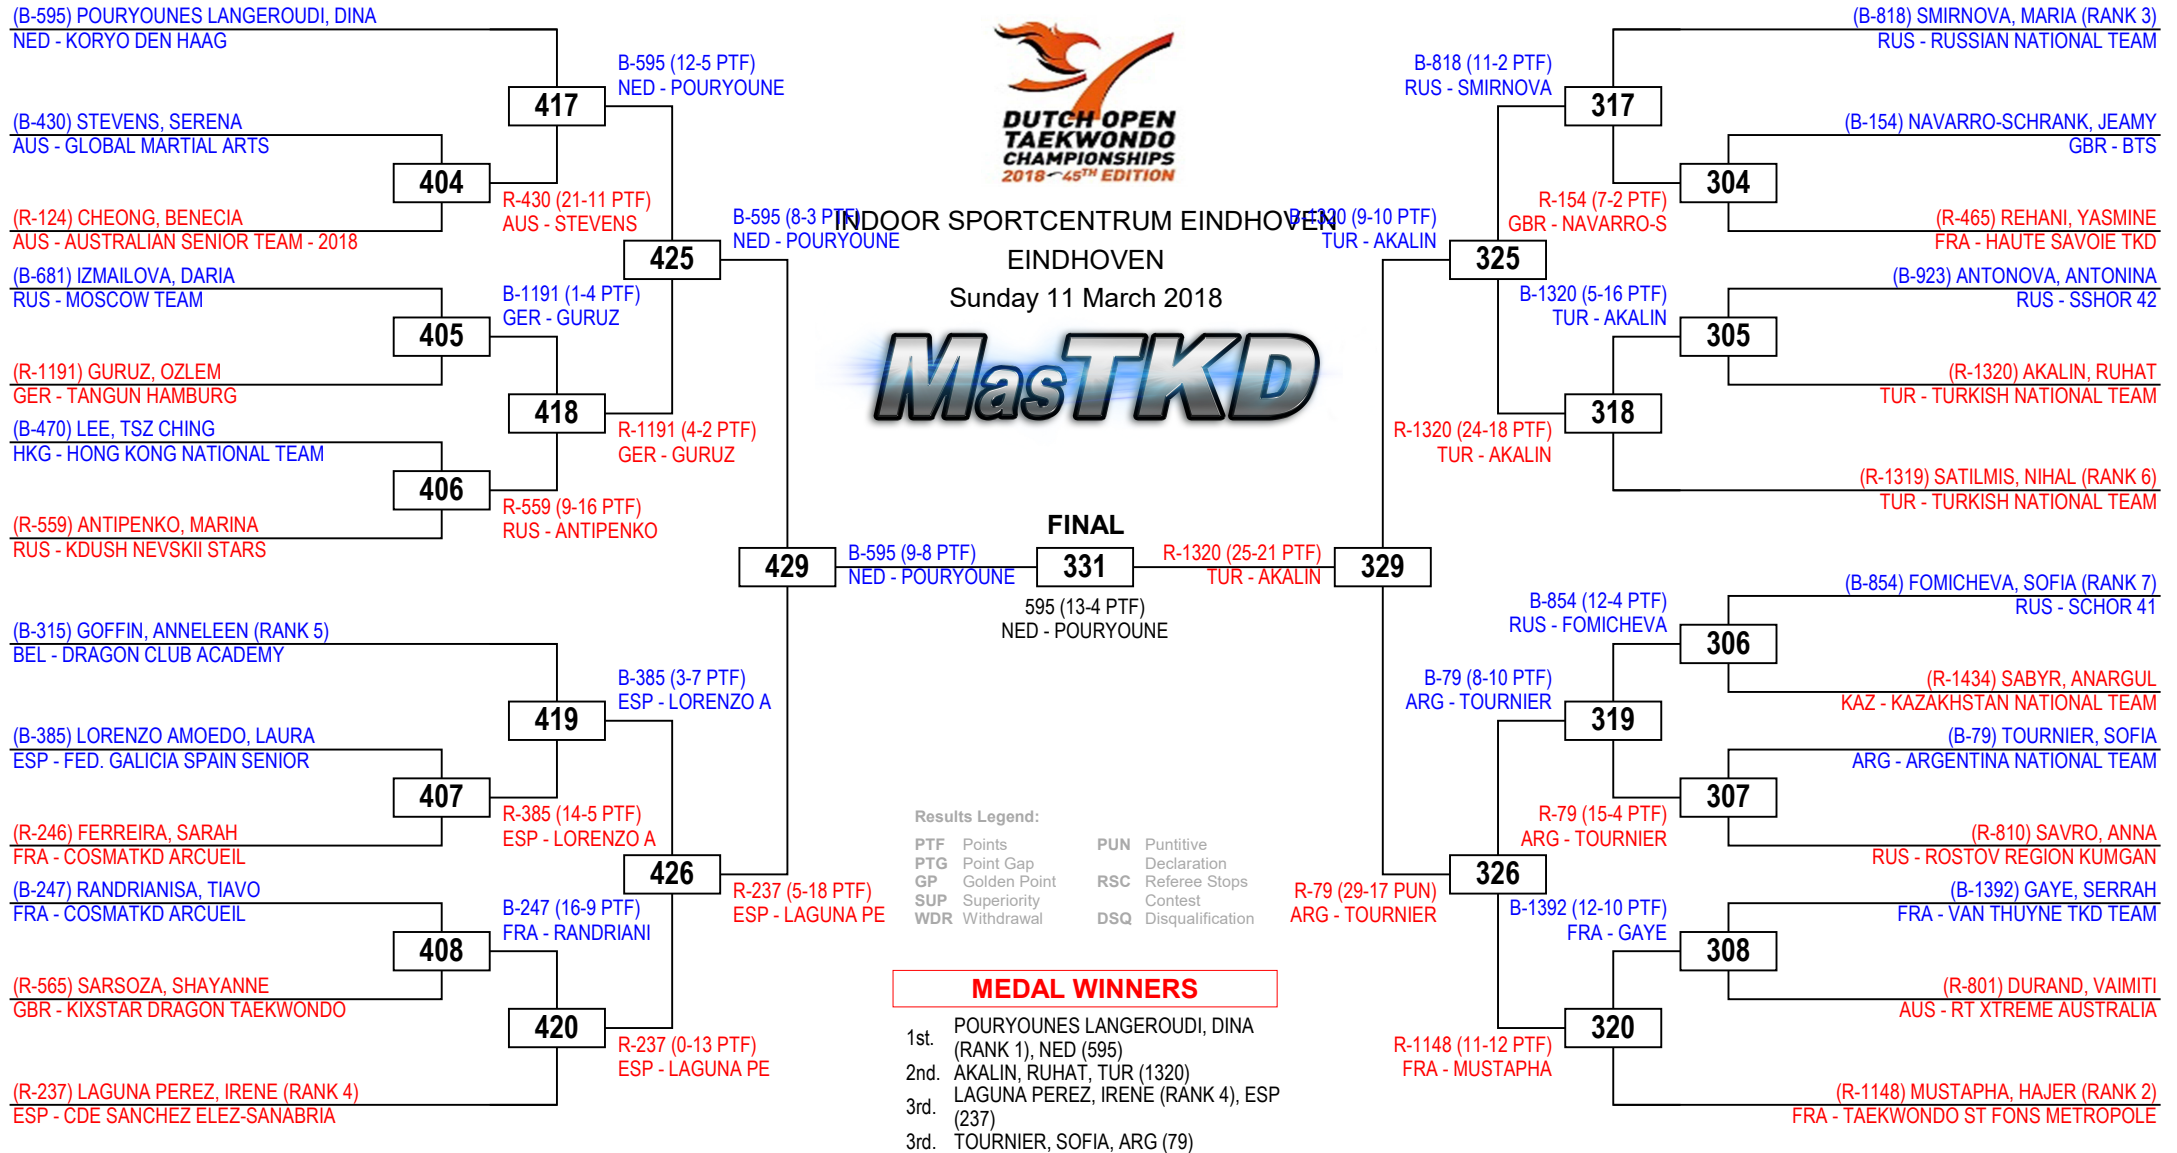 (B-595) POURYOUNES LANGEROUDI, DINA
NED - KORYO DEN HAAG
(B-430) STEVENS, SERENA
AUS - GLOBAL MARTIAL ARTS
(R-124) CHEONG, BENECIA
AUS - AUSTRALIAN SENIOR TEAM - 2018
(B-681) IZMAILOVA, DARIA
RUS - MOSCOW TEAM
(R-1191) GURUZ, OZLEM
GER - TANGUN HAMBURG
(B-470) LEE, TSZ CHING
HKG - HONG KONG NATIONAL TEAM
(R-559) ANTIPENKO, MARINA
RUS - KDUSH NEVSKII STARS
(B-315) GOFFIN, ANNELEEN (RANK 5)
BEL - DRAGON CLUB ACADEMY
(B-385) LORENZO AMOEDO, LAURA
ESP - FED. GALICIA SPAIN SENIOR
(R-246) FERREIRA, SARAH
FRA - COSMATKD ARCUEIL
(B-247) RANDRIANISA, TIAVO
FRA - COSMATKD ARCUEIL
(R-565) SARSOZA, SHAYANNE
GBR - KIXSTAR DRAGON TAEKWONDO
(R-237) LAGUNA PEREZ, IRENE (RANK 4)
ESP - CDE SANCHEZ ELEZ-SANABRIA
404
405
406
407
408
R-430 (21-11 PTF)
AUS - STEVENS
B-1191 (1-4 PTF)
GER - GURUZ
R-559 (9-16 PTF)
RUS - ANTIPENKO
R-385 (14-5 PTF)
ESP - LORENZO A
B-247 (16-9 PTF)
FRA - RANDRIANI
417
418
419
420
B-595 (12-5 PTF)
NED - POURYOUNE
R-1191 (4-2 PTF)
GER - GURUZ
B-385 (3-7 PTF)
ESP - LORENZO A
R-237 (0-13 PTF)
ESP - LAGUNA PE
425
426
B-595 (8-3 PTF)
NED - POURYOUNE
R-237 (5-18 PTF)
ESP - LAGUNA PE
429
B-595 (9-8 PTF)
NED - POURYOUNE
DUTCH OPEN
TAEKWONDO
CHAMPIONSHIPS
2018 - 45TH EDITION
INDOOR SPORTCENTRUM EINDHOVEN
EINDHOVEN
Sunday 11 March 2018
MasTKD
FINAL
331
595 (13-4 PTF)
NED - POURYOUNE
Results Legend:
PTF Points
PTG Point Gap
GP Golden Point
SUP Superiority
WDR Withdrawal
PUN Puntitive
Declaration
RSC Referee Stops
Contest
DSQ Disqualification
MEDAL WINNERS
1st. POURYOUNES LANGEROUDI, DINA
(RANK 1), NED (595)
2nd. AKALIN, RUHAT, TUR (1320)
3rd. LAGUNA PEREZ, IRENE (RANK 4), ESP
(237)
3rd. TOURNIER, SOFIA, ARG (79)
R-1320 (25-21 PTF)
TUR - AKALIN
329
B-1320 (9-10 PTF)
TUR - AKALIN
R-79 (29-17 PUN)
ARG - TOURNIER
325
326
B-818 (11-2 PTF)
RUS - SMIRNOVA
R-1320 (24-18 PTF)
TUR - AKALIN
B-79 (8-10 PTF)
ARG - TOURNIER
R-1148 (11-12 PTF)
FRA - MUSTAPHA
317
318
319
320
R-154 (7-2 PTF)
GBR - NAVARRO-S
B-1320 (5-16 PTF)
TUR - AKALIN
B-854 (12-4 PTF)
RUS - FOMICHEVA
R-79 (15-4 PTF)
ARG - TOURNIER
B-1392 (12-10 PTF)
FRA - GAYE
304
305
306
307
308
(B-818) SMIRNOVA, MARIA (RANK 3)
RUS - RUSSIAN NATIONAL TEAM
(B-154) NAVARRO-SCHRANK, JEAMY
GBR - BTS
(R-465) REHANI, YASMINE
FRA - HAUTE SAVOIE TKD
(B-923) ANTONOVA, ANTONINA
RUS - SSHOR 42
(R-1320) AKALIN, RUHAT
TUR - TURKISH NATIONAL TEAM
(R-1319) SATILMIS, NIHAL (RANK 6)
TUR - TURKISH NATIONAL TEAM
(B-854) FOMICHEVA, SOFIA (RANK 7)
RUS - SCHOR 41
(R-1434) SABYR, ANARGUL
KAZ - KAZAKHSTAN NATIONAL TEAM
(B-79) TOURNIER, SOFIA
ARG - ARGENTINA NATIONAL TEAM
(R-810) SAVRO, ANNA
RUS - ROSTOV REGION KUMGAN
(B-1392) GAYE, SERRAH
FRA - VAN THUYNE TKD TEAM
(R-801) DURAND, VAIMITI
AUS - RT XTREME AUSTRALIA
(R-1148) MUSTAPHA, HAJER (RANK 2)
FRA - TAEKWONDO ST FONS METROPOLE